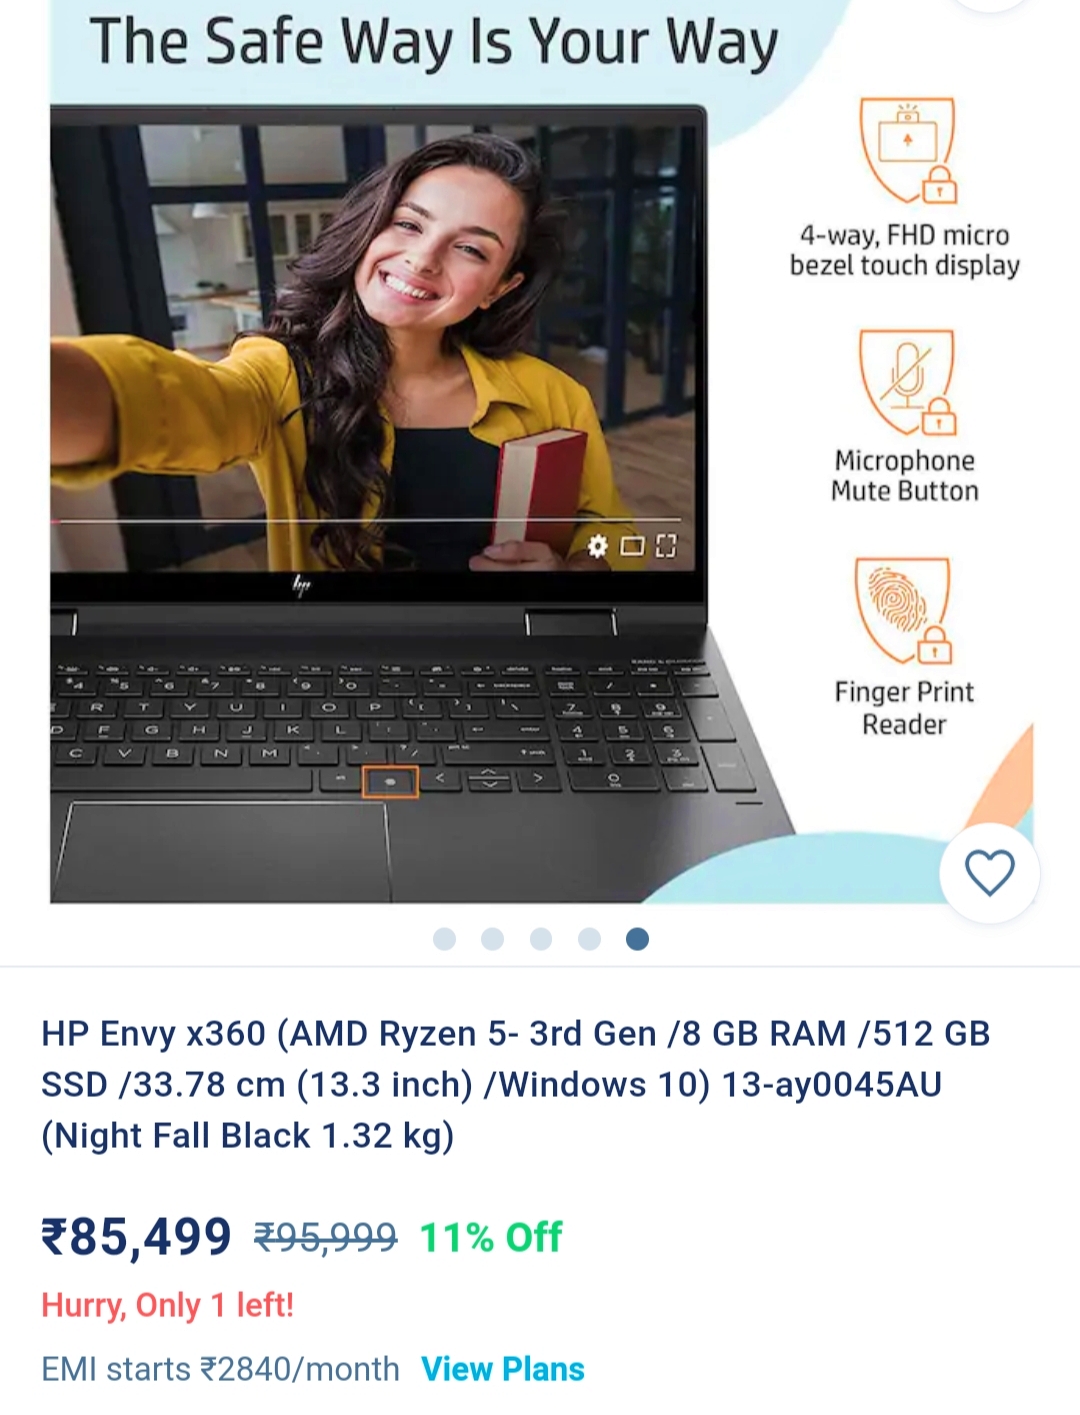 The Safe Way Is Your Way
4-way, FHD micro
bezel touch display
Microphone
Mute Button
Finger Print
Reader
hp
R T Y U I O P
F G H J K L
C V B N M
HP Envy x360 (AMD Ryzen 5- 3rd Gen /8 GB RAM /512 GB
SSD /33.78 cm (13.3 inch) /Windows 10) 13-ay0045AU
(Night Fall Black 1.32 kg)
₹85,499 ₹95,999 11% Off
Hurry, Only 1 left!
EMI starts ₹2840/month View Plans